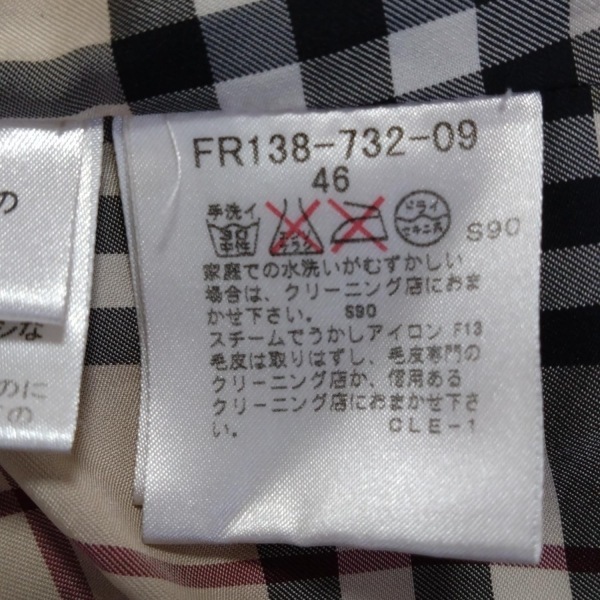 FR138-732-09
46
手洗イ
30
中性
エンソ
サラシ
ドライ
セキユ系
S90
家庭での水洗いがむずかしい
場合は、クリーニング店におま
かせ下さい。 S90
スチームでうかしアイロン F13
毛皮は取りはずし、毛皮専門の
クリーニング店か、信用ある
クリーニング店におまかせ下さ
い。 CLE-1
の
な
のに
の